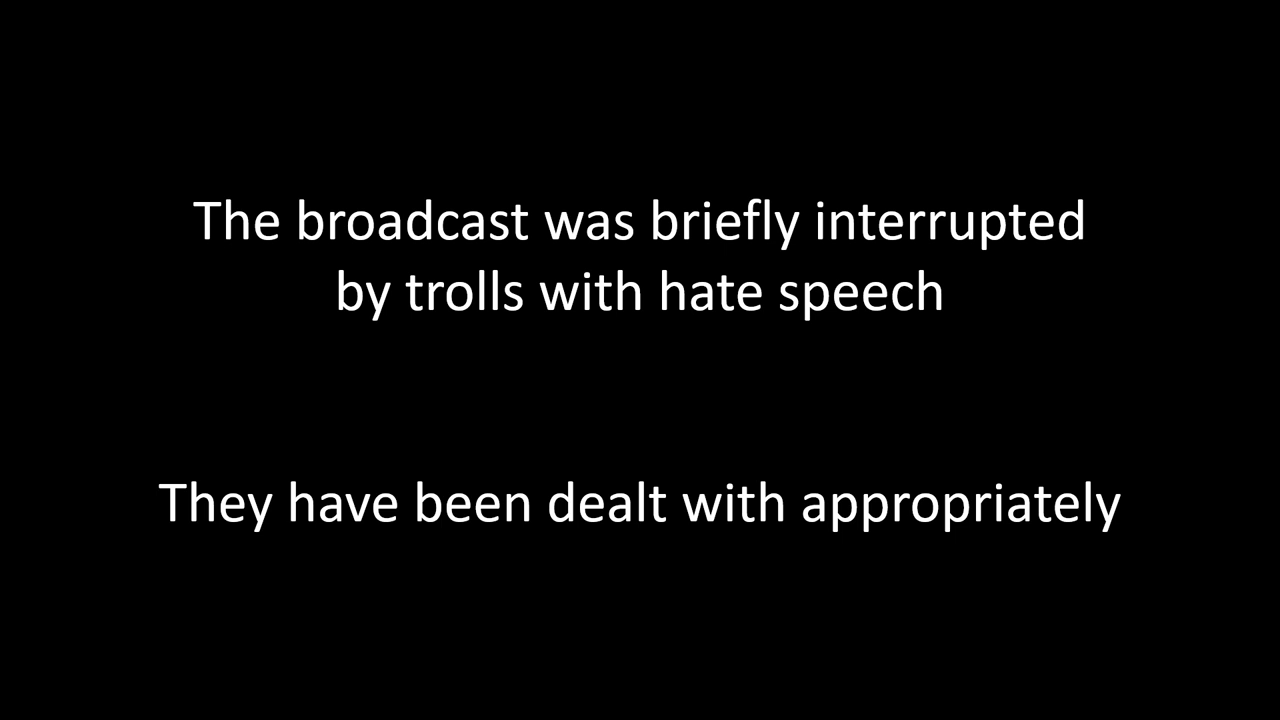 The broadcast was briefly interrupted
by trolls with hate speech
They have been dealt with appropriately